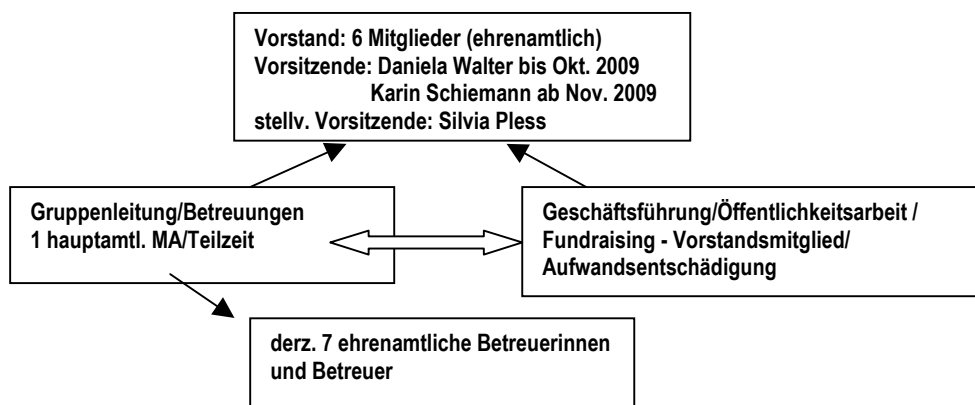 Vorstand: 6 Mitglieder (ehrenamtlich)
Vorsitzende: Daniela Walter bis Okt. 2009
Karin Schiemann ab Nov. 2009
stellv. Vorsitzende: Silvia Pless
Gruppenleitung/Betreuungen
1 hauptamtl. MA/Teilzeit
Geschäftsführung/Öffentlichkeitsarbeit /
Fundraising - Vorstandsmitglied/
Aufwandsentschädigung
derz. 7 ehrenamtliche Betreuerinnen
und Betreuer